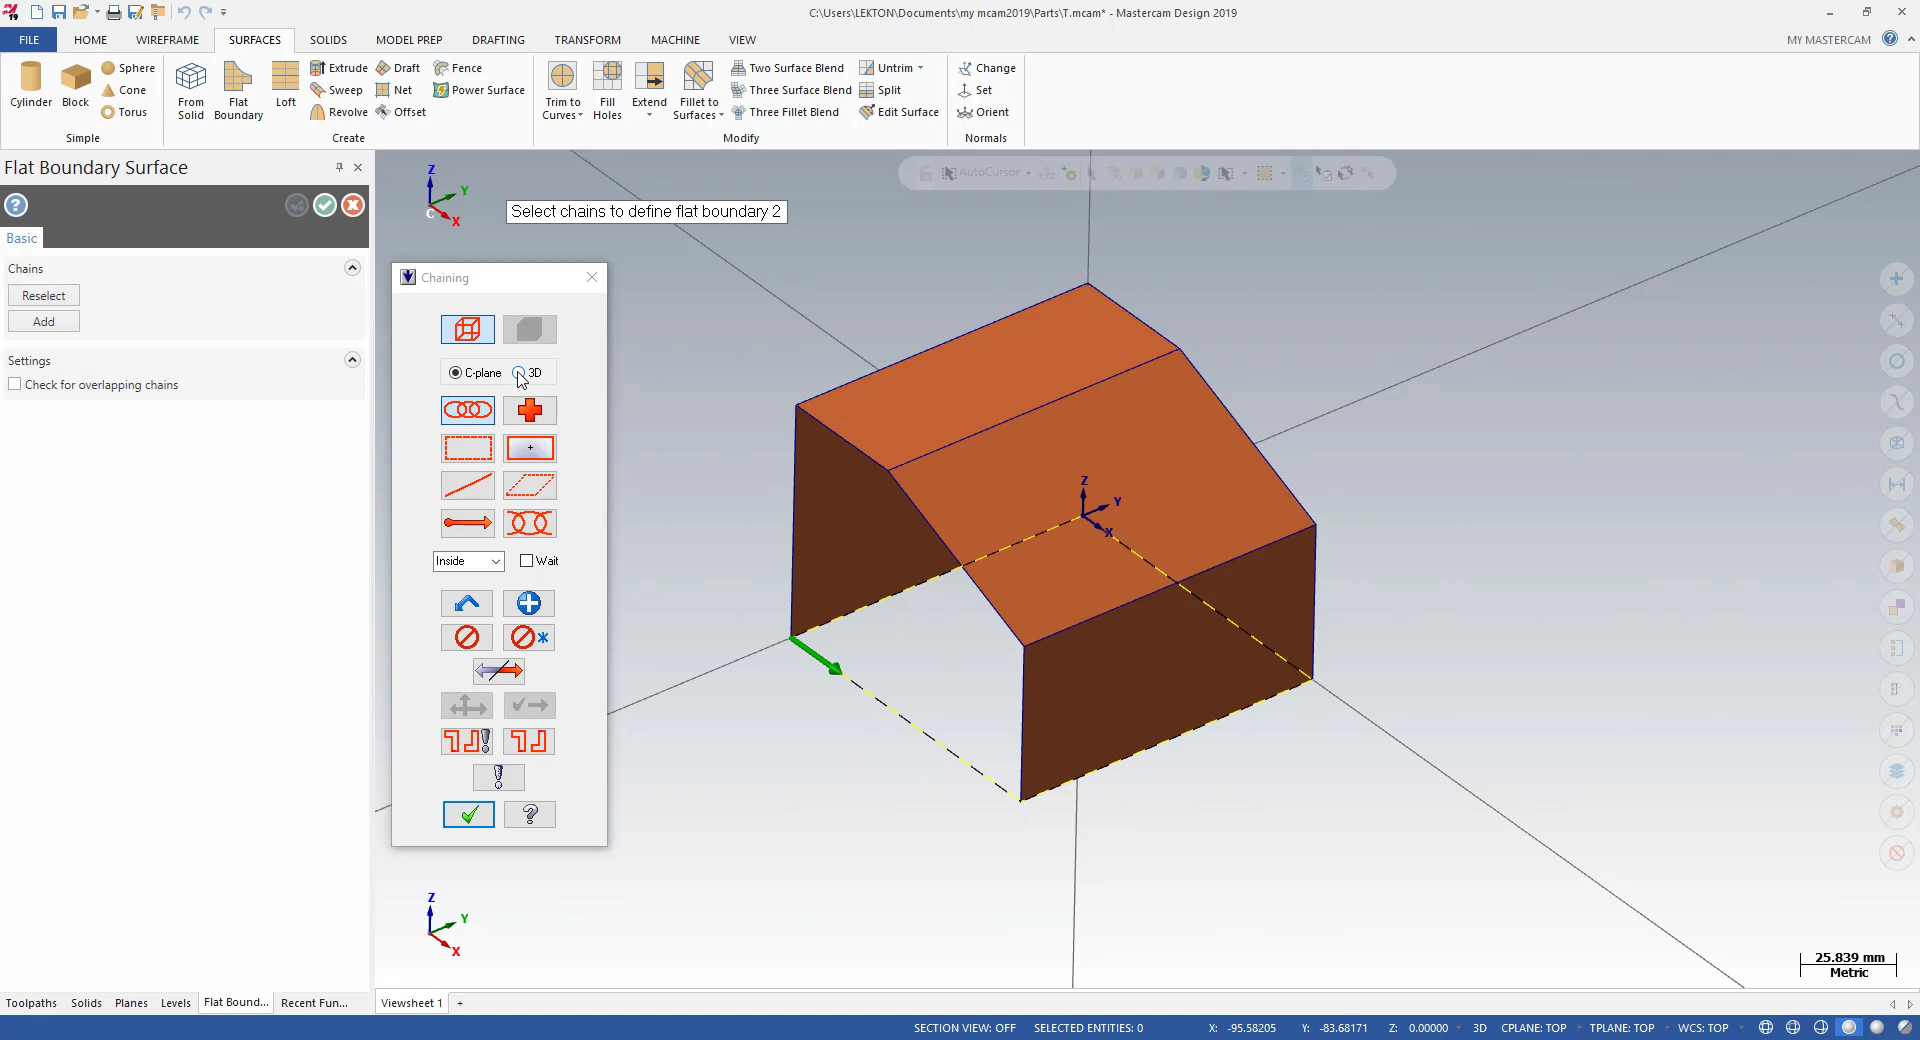 C:\Users\LEKTON\Documents\my mcam2019\Parts\T.mcam* - Mastercam Design 2019
19
FILE HOME WIREFRAME SURFACES SOLIDS MODEL PREP DRAFTING TRANSFORM MACHINE VIEW MY MASTERCAM
Cylinder Block Sphere Cone Torus
Simple
From Solid Flat Boundary Loft Extrude Sweep Revolve Draft Net Offset Fence Power Surface
Create
Trim to Curves Fill Holes Extend Fillet to Surfaces Two Surface Blend Three Surface Blend Three Fillet Blend Untrim Split Edit Surface
Modify
Change Set Orient
Normals
Flat Boundary Surface
Basic
Chains
Reselect
Add
Settings
Check for overlapping chains
Z Y X C
AutoCursor
Select chains to define flat boundary 2
Chaining
C-plane 3D
Inside Wait
Z Y X
Z Y X
25.839 mm
Metric
Toolpaths Solids Planes Levels Flat Bound... Recent Fun... Viewsheet 1 +
SECTION VIEW: OFF SELECTED ENTITIES: 0 X: -95.58205 Y: -83.68171 Z: 0.00000 3D CPLANE: TOP TPLANE: TOP WCS: TOP